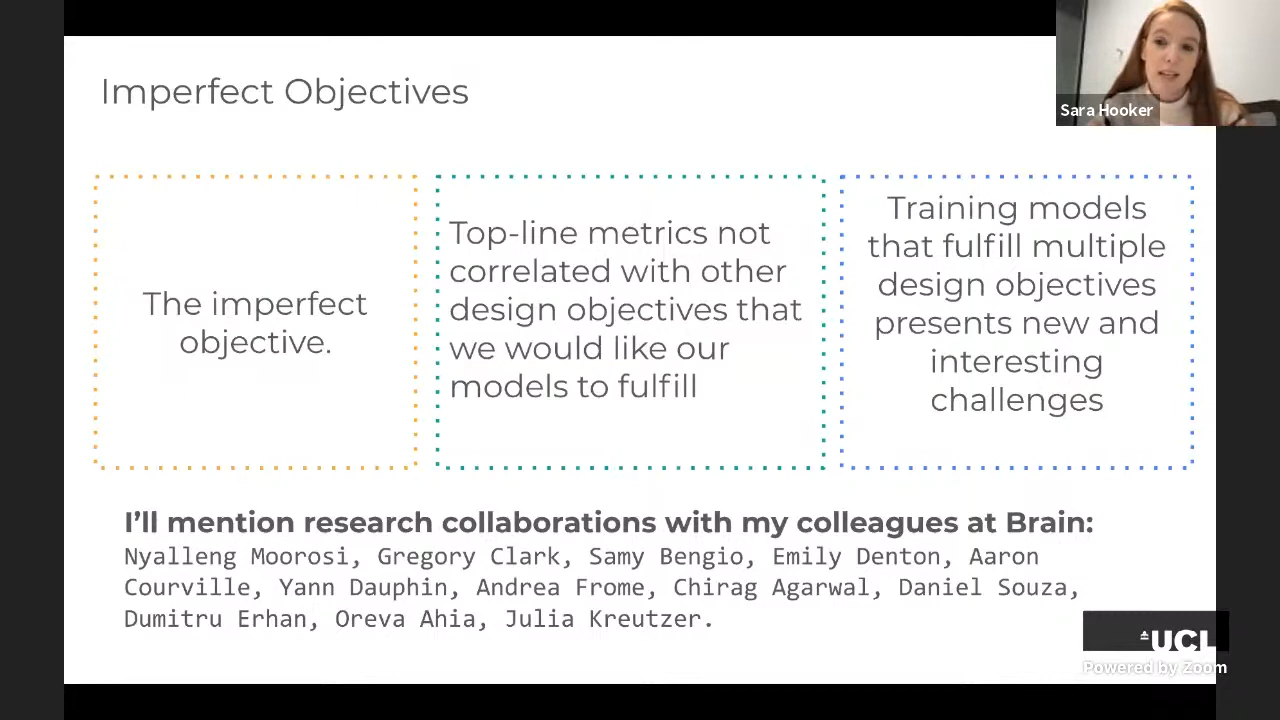 Imperfect Objectives
Sara Hooker
The imperfect
objective.
Top-line metrics not
correlated with other
design objectives that
we would like our
models to fulfill
Training models
that fulfill multiple
design objectives
presents new and
interesting
challenges
I’ll mention research collaborations with my colleagues at Brain:
Nyalleng Moorosi, Gregory Clark, Samy Bengio, Emily Denton, Aaron
Courville, Yann Dauphin, Andrea Frome, Chirag Agarwal, Daniel Souza,
Dumitru Erhan, Oreva Ahia, Julia Kreutzer.
UCL
Powered by Zoom